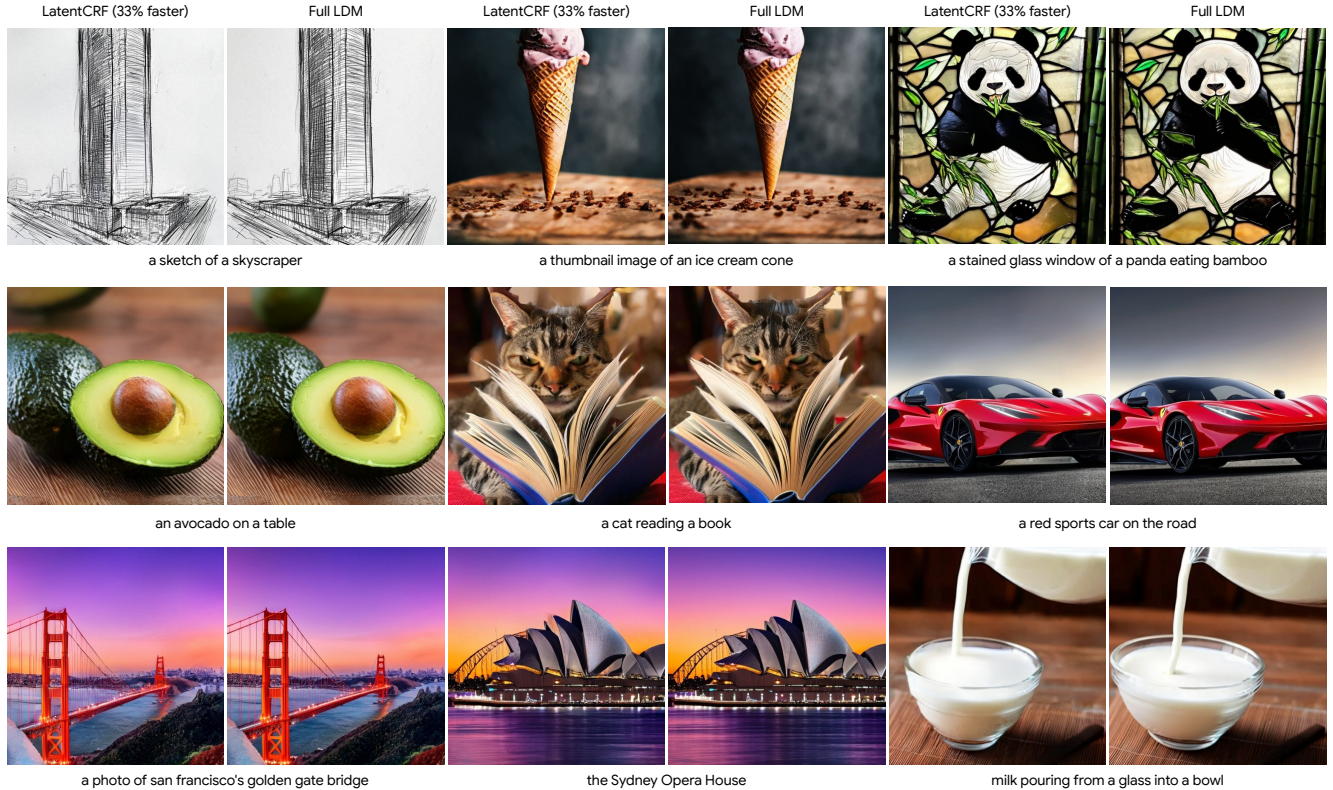 LatentCRF (33% faster) Full LDM LatentCRF (33% faster) Full LDM LatentCRF (33% faster) Full LDM
a sketch of a skyscraper a thumbnail image of an ice cream cone a stained glass window of a panda eating bamboo
an avocado on a table a cat reading a book a red sports car on the road
a photo of san francisco's golden gate bridge the Sydney Opera House milk pouring from a glass into a bowl